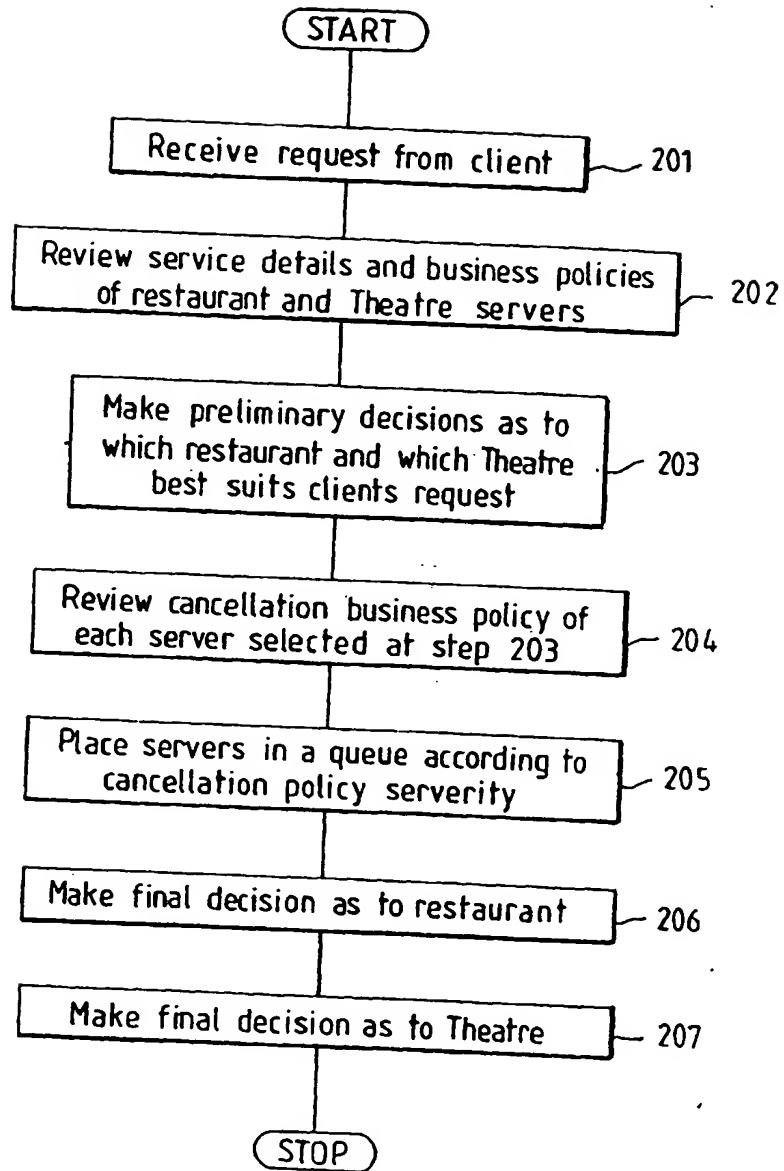 START
Receive request from client
201
Review service details and business policies
of restaurant and Theatre servers
202
Make preliminary decisions as to
which restaurant and which Theatre
best suits clients request
203
Review cancellation business policy of
each server selected at step 203
204
Place servers in a queue according to
cancellation policy serverity
205
Make final decision as to restaurant
206
Make final decision as to Theatre
207
STOP